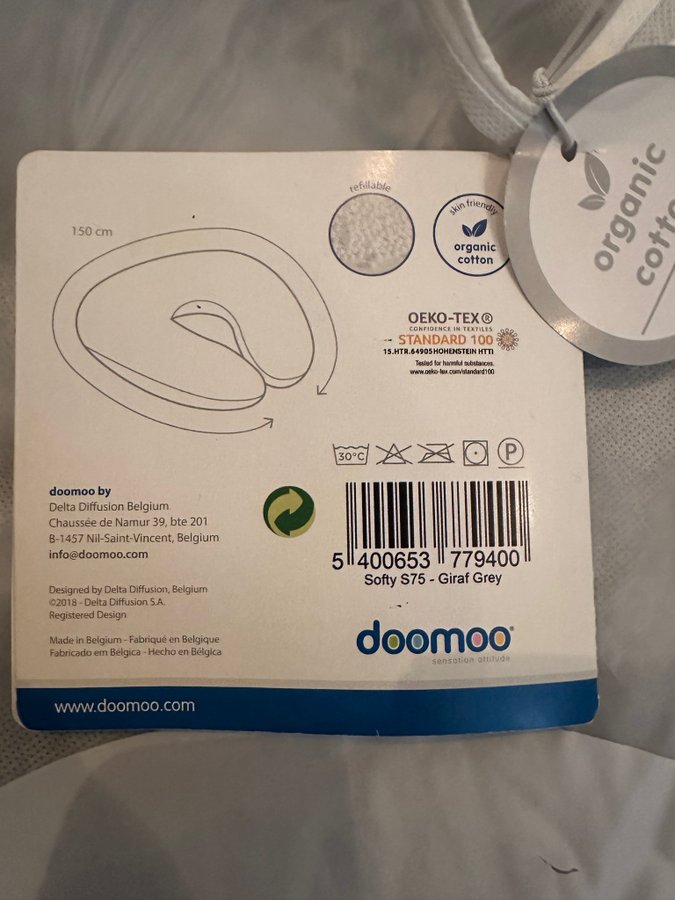 150 cm
refillable
skin friendly
organic
cotton
organic
OEKO-TEX®
CONFIDENCE IN TEXTILES
STANDARD 100
15.HTR.64905 HOHENSTEIN HTTI
Tested for harmful substances.
www.oeko-tex.com/standard100
30°C
P
doomoo by
Delta Diffusion Belgium
Chaussée de Namur 39, bte 201
B-1457 Nil-Saint-Vincent, Belgium
info@doomoo.com
5 400653 779400
Softy S75 - Giraf Grey
Designed by Delta Diffusion, Belgium
©2018 - Delta Diffusion S.A.
Registered Design
Made in Belgium - Fabriqué en Belgique
Fabricado em Bélgica - Hecho en Bélgica
doomoo
sensation attitude
www.doomoo.com